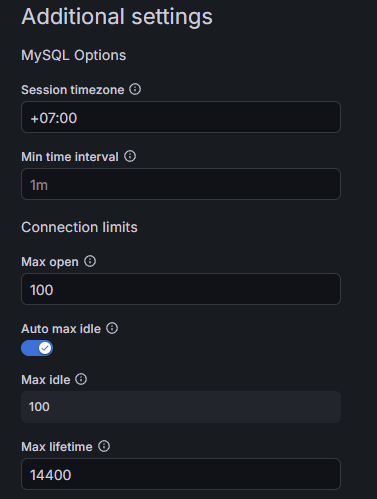 Additional settings
MySQL Options
Session timezone
+07:00
Min time interval
1m
Connection limits
Max open
100
Auto max idle
Max idle
100
Max lifetime
14400